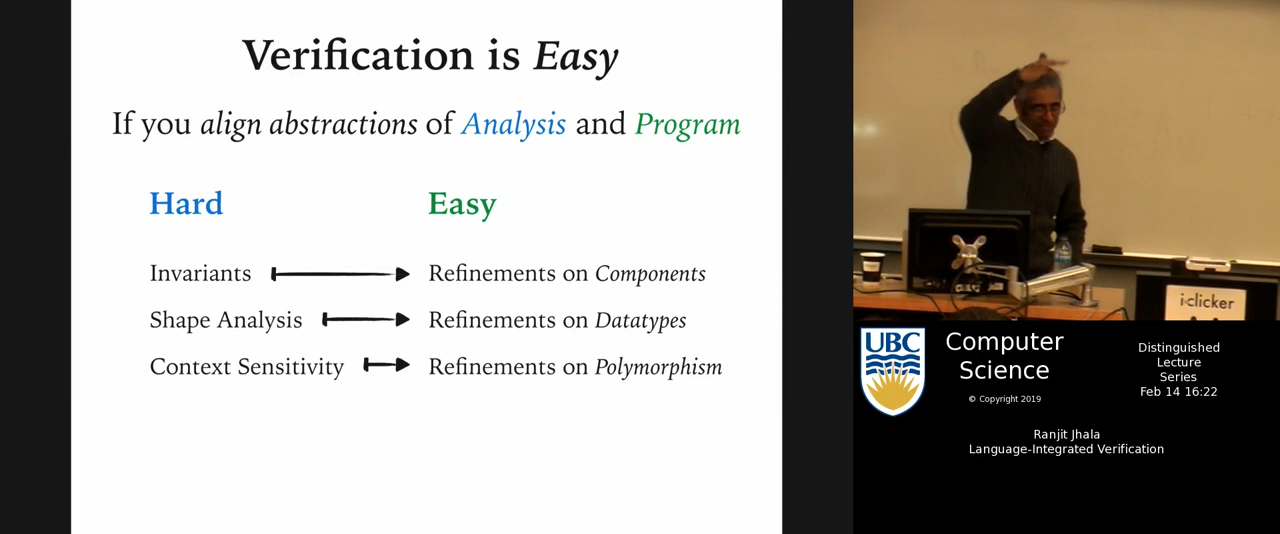 Verification is Easy
If you align abstractions of Analysis and Program
Hard
Easy
Invariants
Refinements on Components
Shape Analysis
Refinements on Datatypes
Context Sensitivity
Refinements on Polymorphism
i>clicker
UBC
Computer
Science
© Copyright 2019
Distinguished
Lecture
Series
Feb 14 16:22
Ranjit Jhala
Language-Integrated Verification